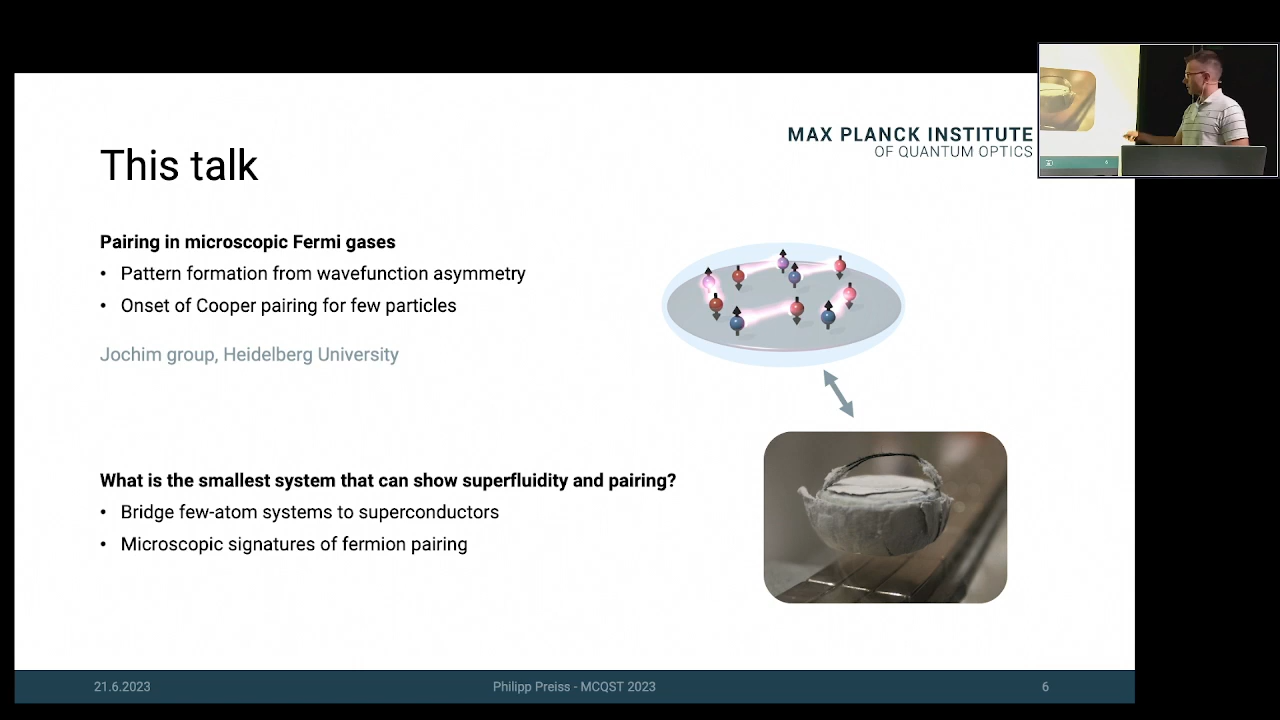 This talk
MAX PLANCK INSTITUTE
OF QUANTUM OPTICS
Pairing in microscopic Fermi gases
• Pattern formation from wavefunction asymmetry
• Onset of Cooper pairing for few particles
Jochim group, Heidelberg University
What is the smallest system that can show superfluidity and pairing?
• Bridge few-atom systems to superconductors
• Microscopic signatures of fermion pairing
21.6.2023
Philipp Preiss - MCQST 2023
6